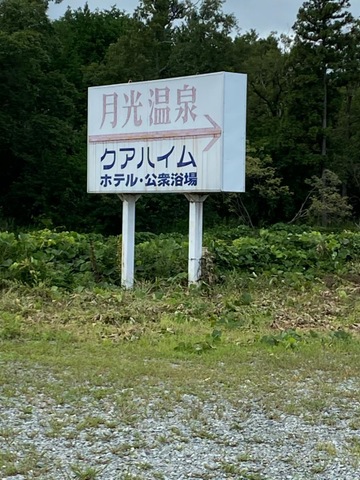 月光温泉
クアハイム
ホテル・公衆浴場